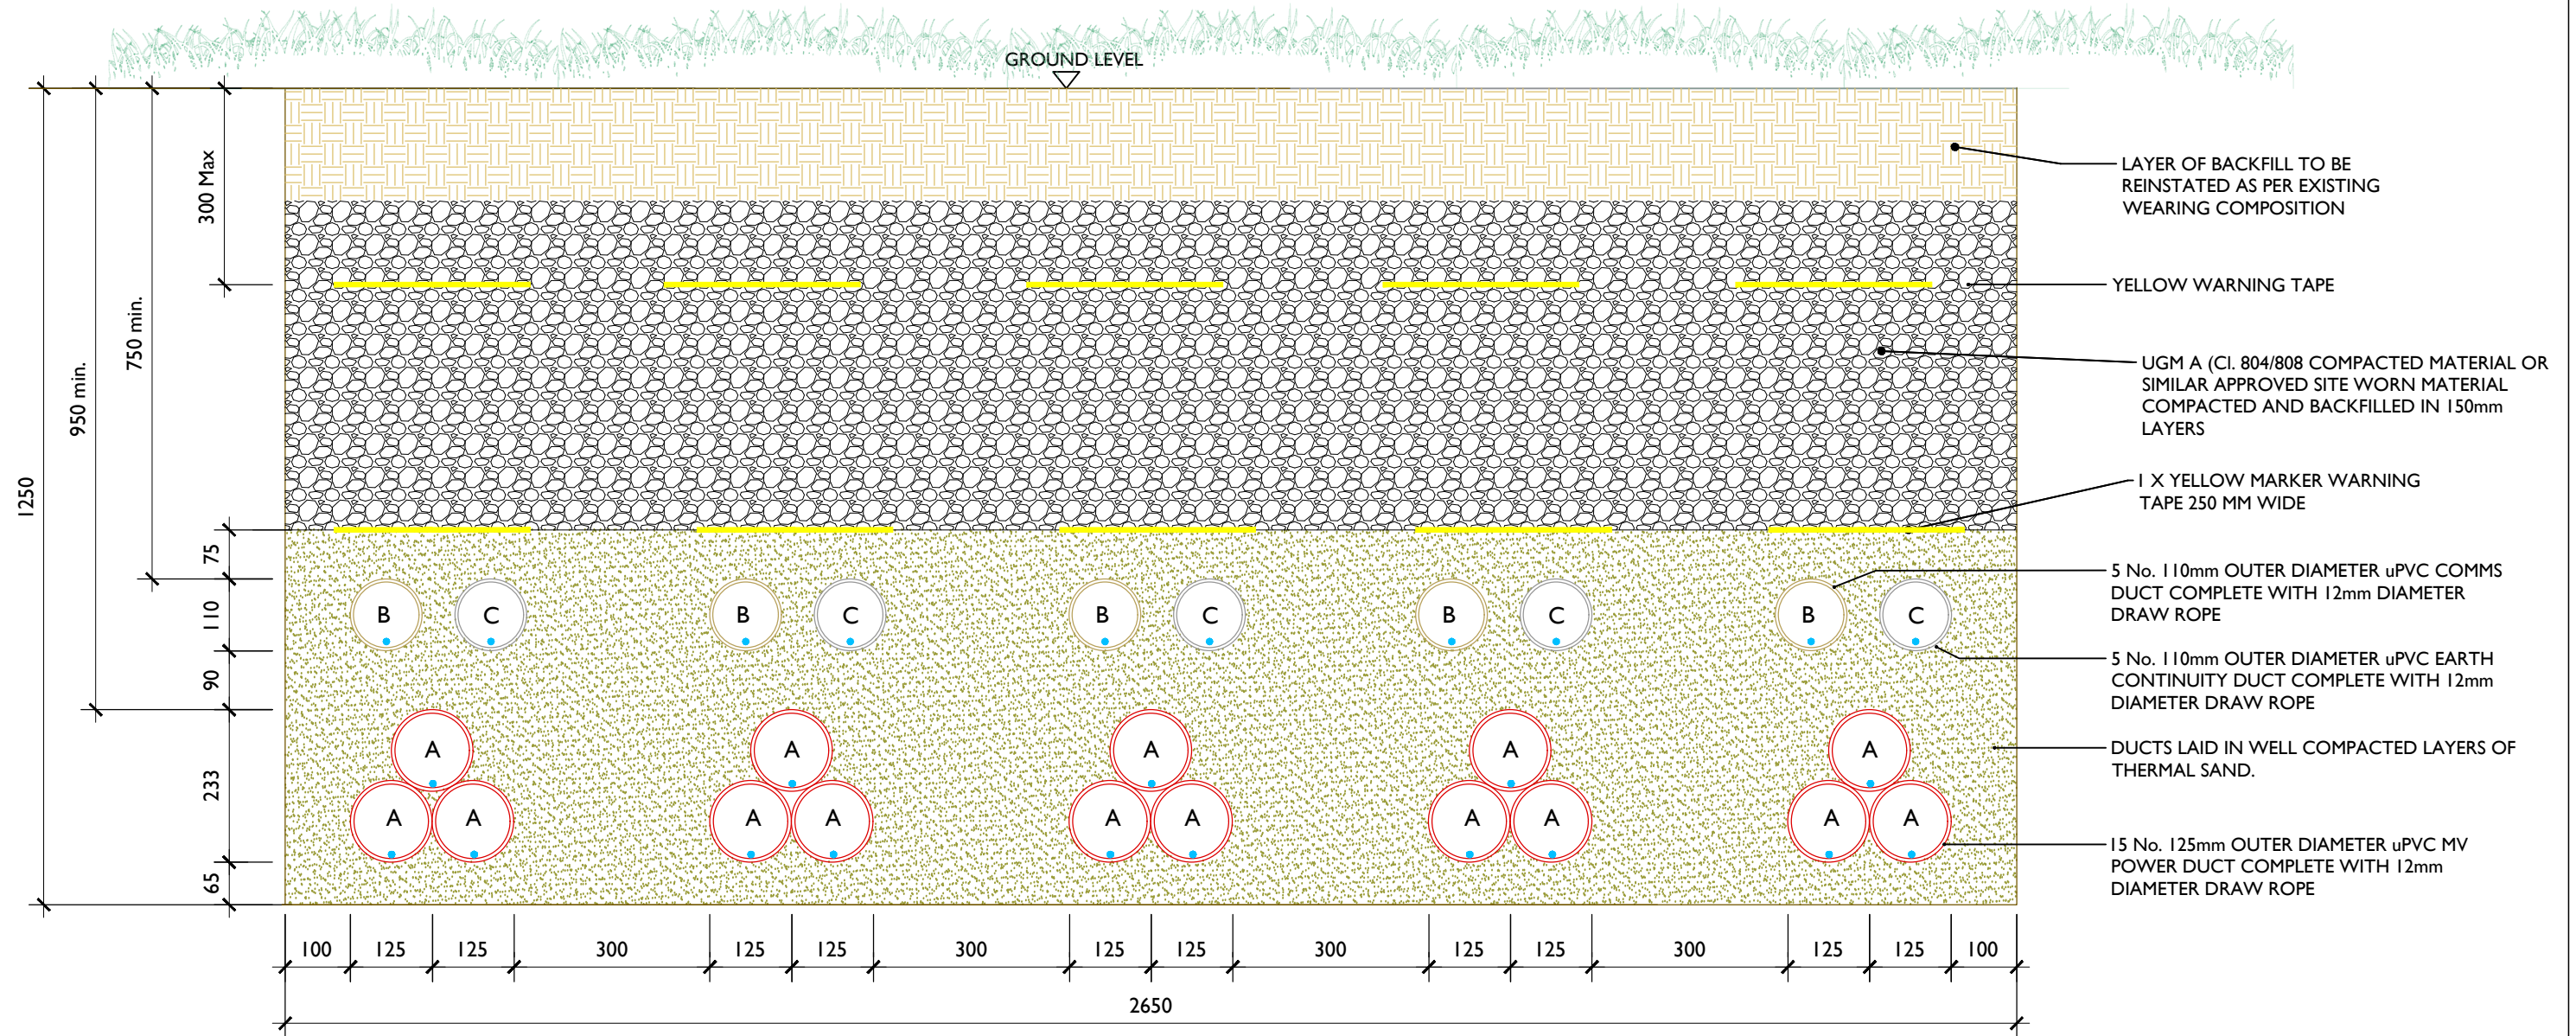 GROUND LEVEL
300 Max
750 min.
950 min.
1250
75
110
90
233
65
LAYER OF BACKFILL TO BE
REINSTATED AS PER EXISTING
WEARING COMPOSITION
YELLOW WARNING TAPE
UGM A (Cl. 804/808 COMPACTED MATERIAL OR
SIMILAR APPROVED SITE WORN MATERIAL
COMPACTED AND BACKFILLED IN 150mm
LAYERS
1 X YELLOW MARKER WARNING
TAPE 250 MM WIDE
5 No. 110mm OUTER DIAMETER uPVC COMMS
DUCT COMPLETE WITH 12mm DIAMETER
DRAW ROPE
5 No. 110mm OUTER DIAMETER uPVC EARTH
CONTINUITY DUCT COMPLETE WITH 12mm
DIAMETER DRAW ROPE
DUCTS LAID IN WELL COMPACTED LAYERS OF
THERMAL SAND.
15 No. 125mm OUTER DIAMETER uPVC MV
POWER DUCT COMPLETE WITH 12mm
DIAMETER DRAW ROPE
B C B C B C B C B C
A A A A A
A A A A A A A A A A
100 125 125 300 125 125 300 125 125 300 125 125 300 125 125 100
2650